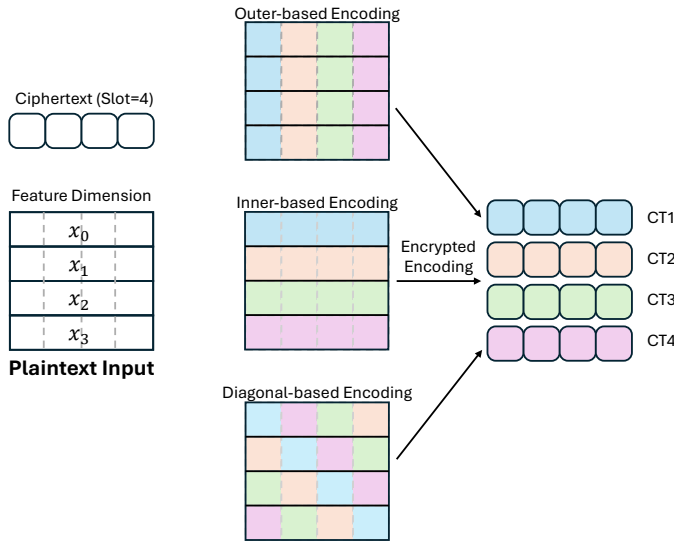 Outer-based Encoding
Ciphertext (Slot=4)
Feature Dimension
x0
x1
x2
x3
Plaintext Input
Inner-based Encoding
Encrypted
Encoding
CT1
CT2
CT3
CT4
Diagonal-based Encoding